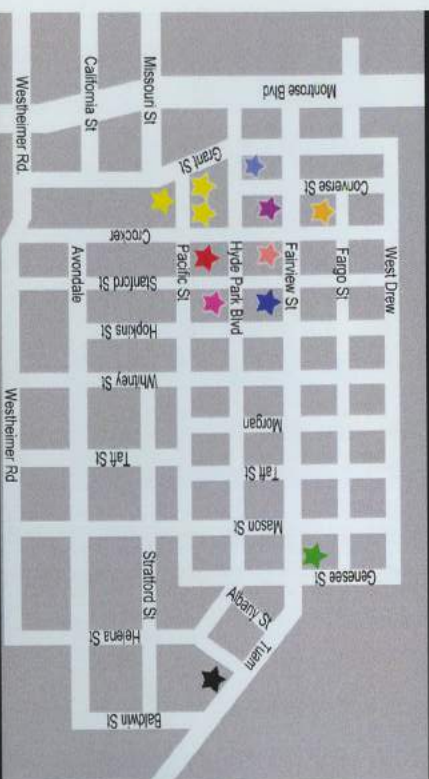 Montrose Blvd
Missouri St
California St
Westheimer Rd.
Grant St
Converse St
Crocker
West Drew
Fargo St
Fairview St
Hyde Park Blvd
Pacific St
Avondale
Stanford St
Hopkins St
Whitney St
Westheimer Rd
Morgan
Taft St
Taft St
Mason St
Genesee St
Stratford St
Albany St
Helena St
Tuam
Baldwin St